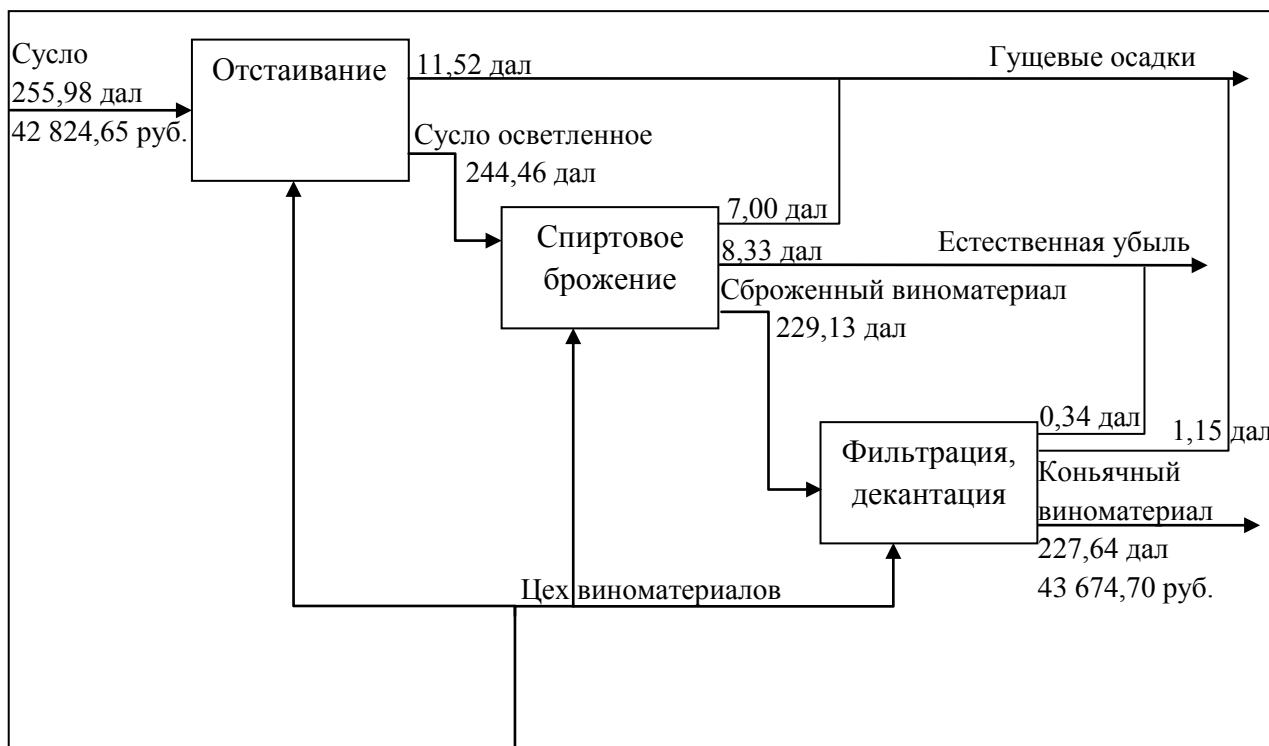 Сусло
255,98 дал
42 824,65 руб.
Отстаивание
11,52 дал
Гущевые осадки
Сусло осветленное
244,46 дал
Спиртовое
брожение
7,00 дал
8,33 дал
Естественная убыль
Сброженный виноматериал
229,13 дал
Фильтрация,
декантация
0,34 дал
1,15 дал
Коньячный
виноматериал
227,64 дал
43 674,70 руб.
Цех виноматериалов